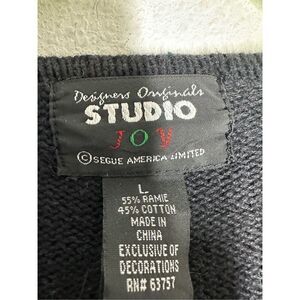 Designers Originals
STUDIO
JOY
©SEGUE AMERICA LIMITED
L
55% RAMIE
45% COTTON
MADE IN
CHINA
EXCLUSIVE OF
DECORATIONS
RN# 63757